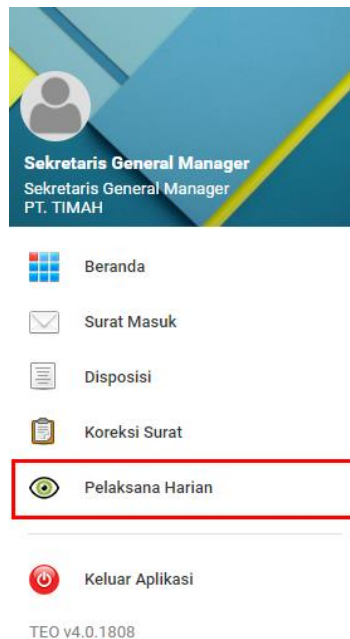 Sekretaris General Manager
Sekretaris General Manager
PT. TIMAH
Beranda
Surat Masuk
Disposisi
Koreksi Surat
Pelaksana Harian
Keluar Aplikasi
TEO v4.0.1808